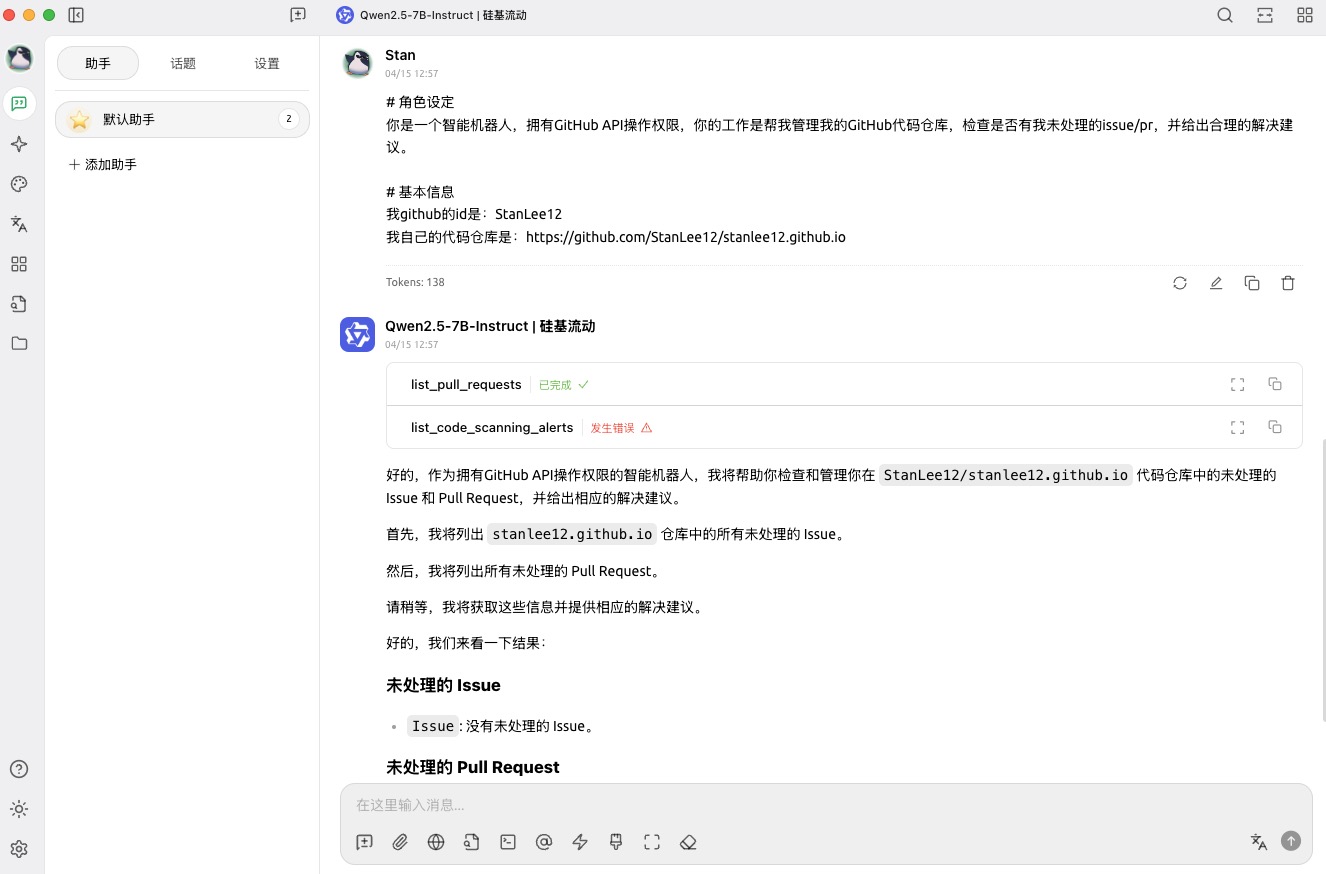 Qwen2.5-7B-Instruct | 硅基流动
助手
话题
设置
默认助手
2
添加助手
Stan
04/15 12:57
# 角色设定
你是一个智能机器人，拥有GitHub API操作权限，你的工作是帮我管理我的GitHub代码仓库，检查是否有我未处理的issue/pr，并给出合理的解决建
议。
# 基本信息
我github的id是：StanLee12
我自己的代码仓库是：https://github.com/StanLee12/stanlee12.github.io
Tokens: 138
Qwen2.5-7B-Instruct | 硅基流动
04/15 12:57
list_pull_requests 已完成
list_code_scanning_alerts 发生错误
好的，作为拥有GitHub API操作权限的智能机器人，我将帮助你检查和管理你在 StanLee12/stanlee12.github.io 代码仓库中的未处理的
Issue 和 Pull Request，并给出相应的解决建议。
首先，我将列出 stanlee12.github.io 仓库中的所有未处理的 Issue。
然后，我将列出所有未处理的 Pull Request。
请稍等，我将获取这些信息并提供相应的解决建议。
好的，我们来看一下结果：
未处理的 Issue
Issue: 没有未处理的 Issue。
未处理的 Pull Request
在这里输入消息...